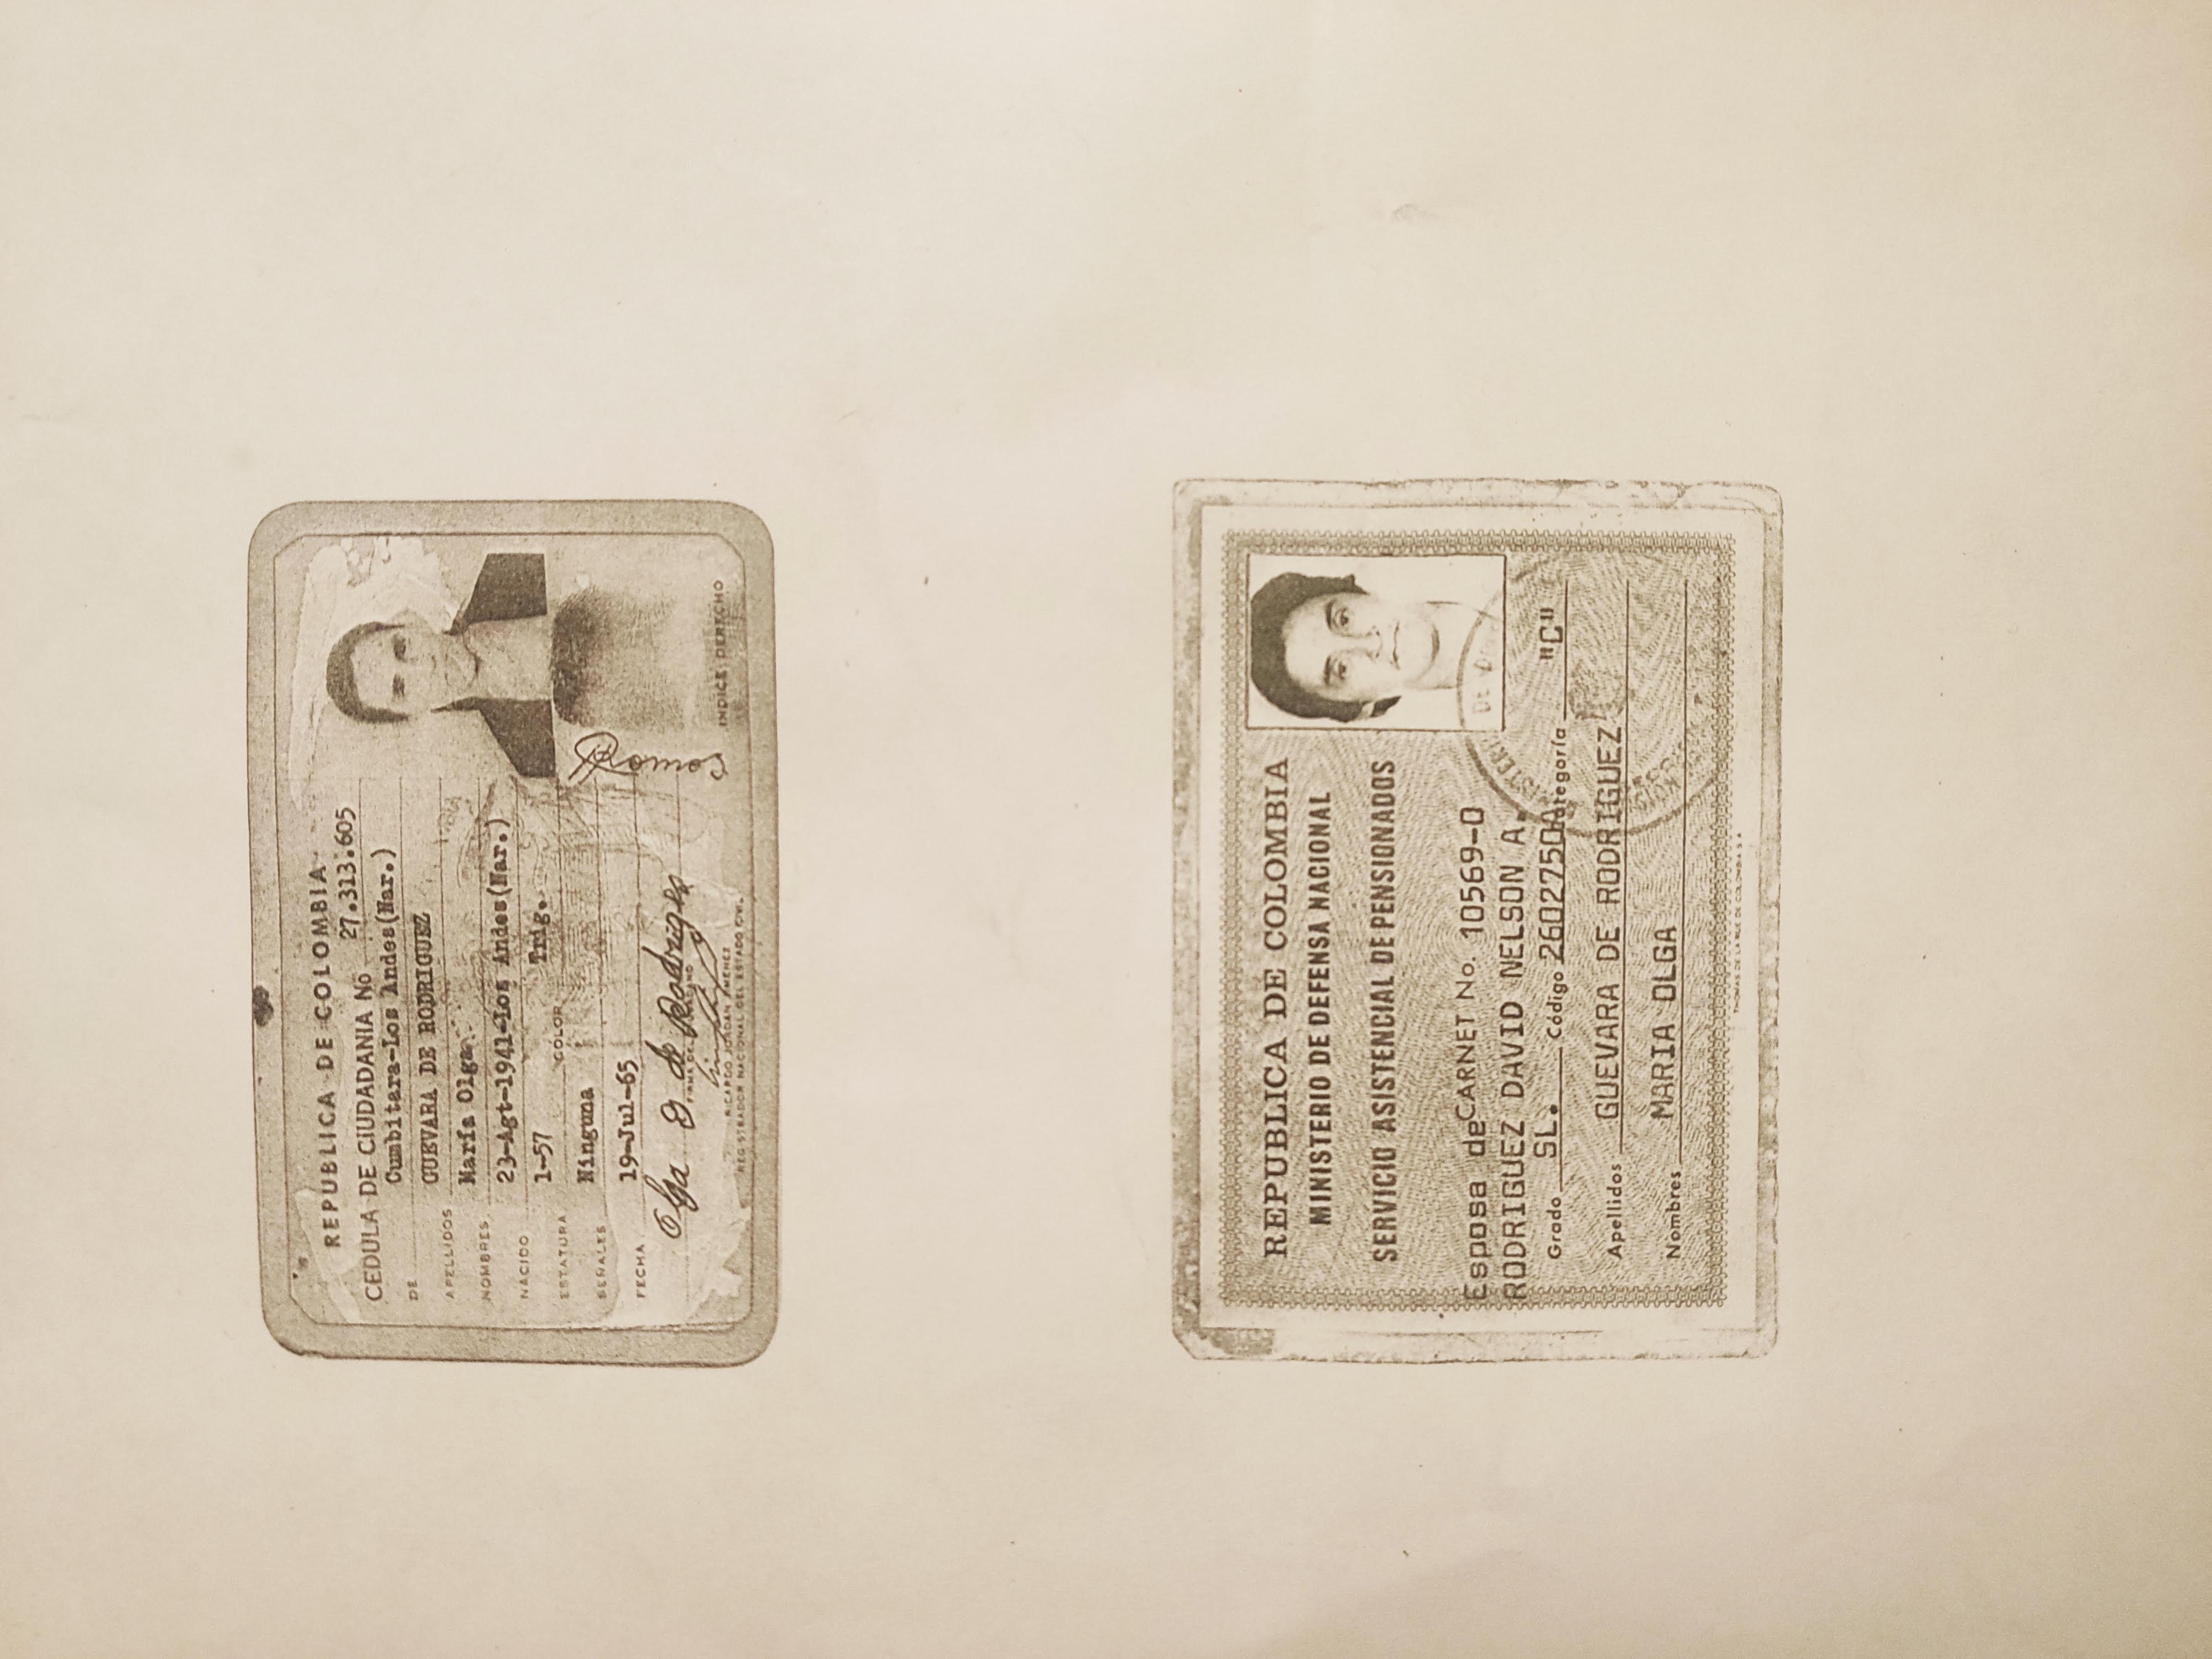 REPUBLICA DE COLOMBIA
CEDULA DE CIUDADANIA No 27.313.605
DE Cumbitara-Los Andes(Nar.)
APELLIDOS GUEVARA DE RODRIGUEZ
NOMBRES María Olga
NACIDO 23-Agt-1941-Los Andes(Nar.)
ESTATURA 1-57 COLOR Trig.
SEÑALES Ninguna
FECHA 19-Jul-65
Olga G de Rodriges
FIRMA DEL CIUDADANO
RICARDO JORDAN JIMENEZ
REGISTRADOR NACIONAL DEL ESTADO CIVIL
INDICE DERECHO
REPUBLICA DE COLOMBIA
MINISTERIO DE DEFENSA NACIONAL
SERVICIO ASISTENCIAL DE PENSIONADOS
Esposa de CARNET No. 10569-0
RODRIGUEZ DAVID NELSON A.
Grado SL. Código 2602750 Categoría "C"
Apellidos GUEVARA DE RODRIGUEZ
Nombres MARIA OLGA
THOMAS DE LA RUE DE COLOMBIA S A